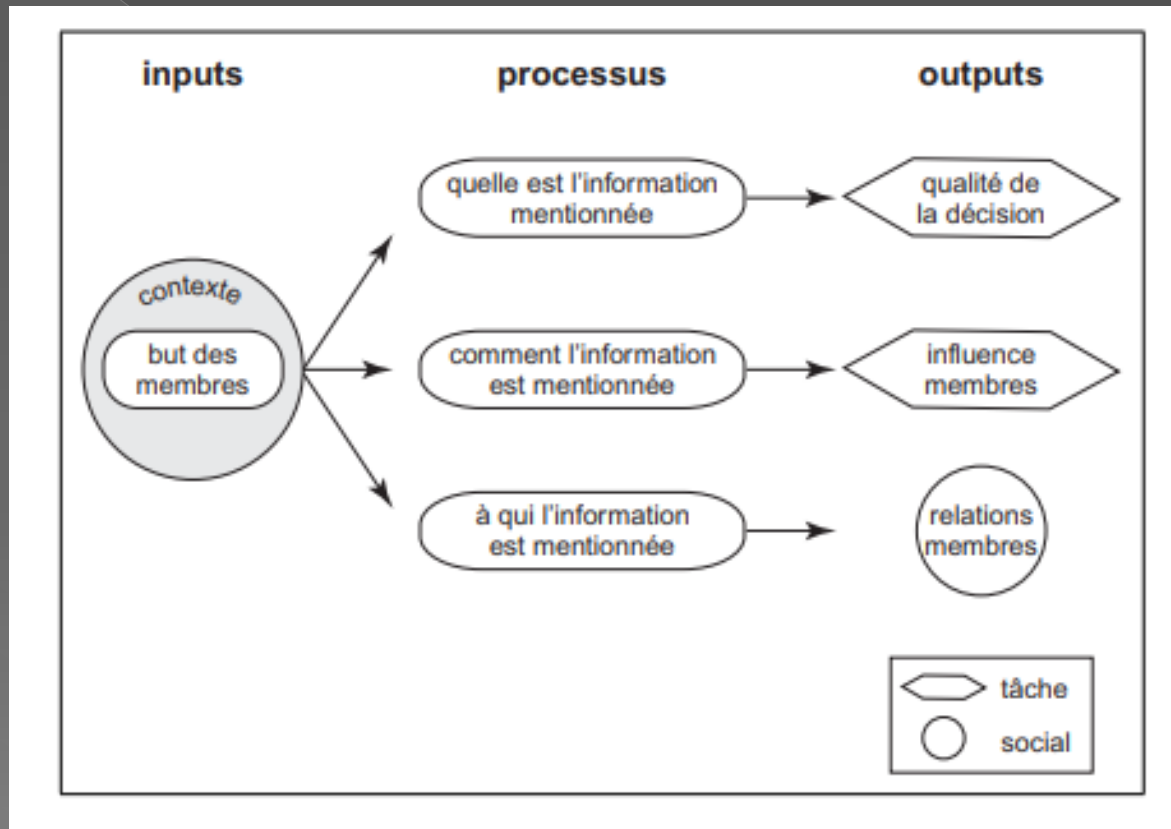 inputs
processus
outputs
quelle est l'information
mentionnée
qualité de
la décision
contexte
but des
membres
comment l'information
est mentionnée
influence
membres
à qui l'information
est mentionnée
relations
membres
tâche
social